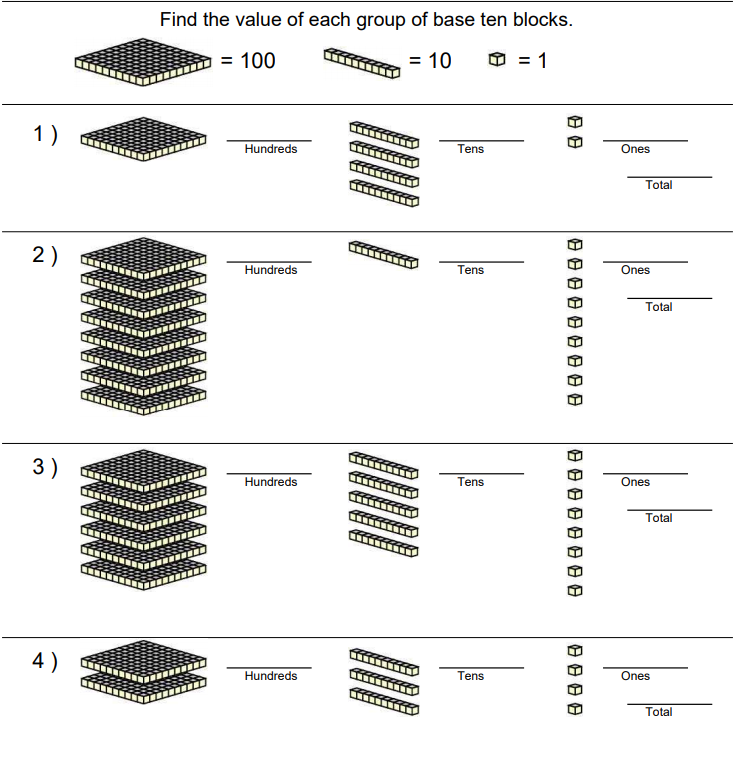 Find the value of each group of base ten blocks.
= 100 = 10 = 1
1 )
Hundreds Tens Ones
Total
2 )
Hundreds Tens Ones
Total
3 )
Hundreds Tens Ones
Total
4 )
Hundreds Tens Ones
Total